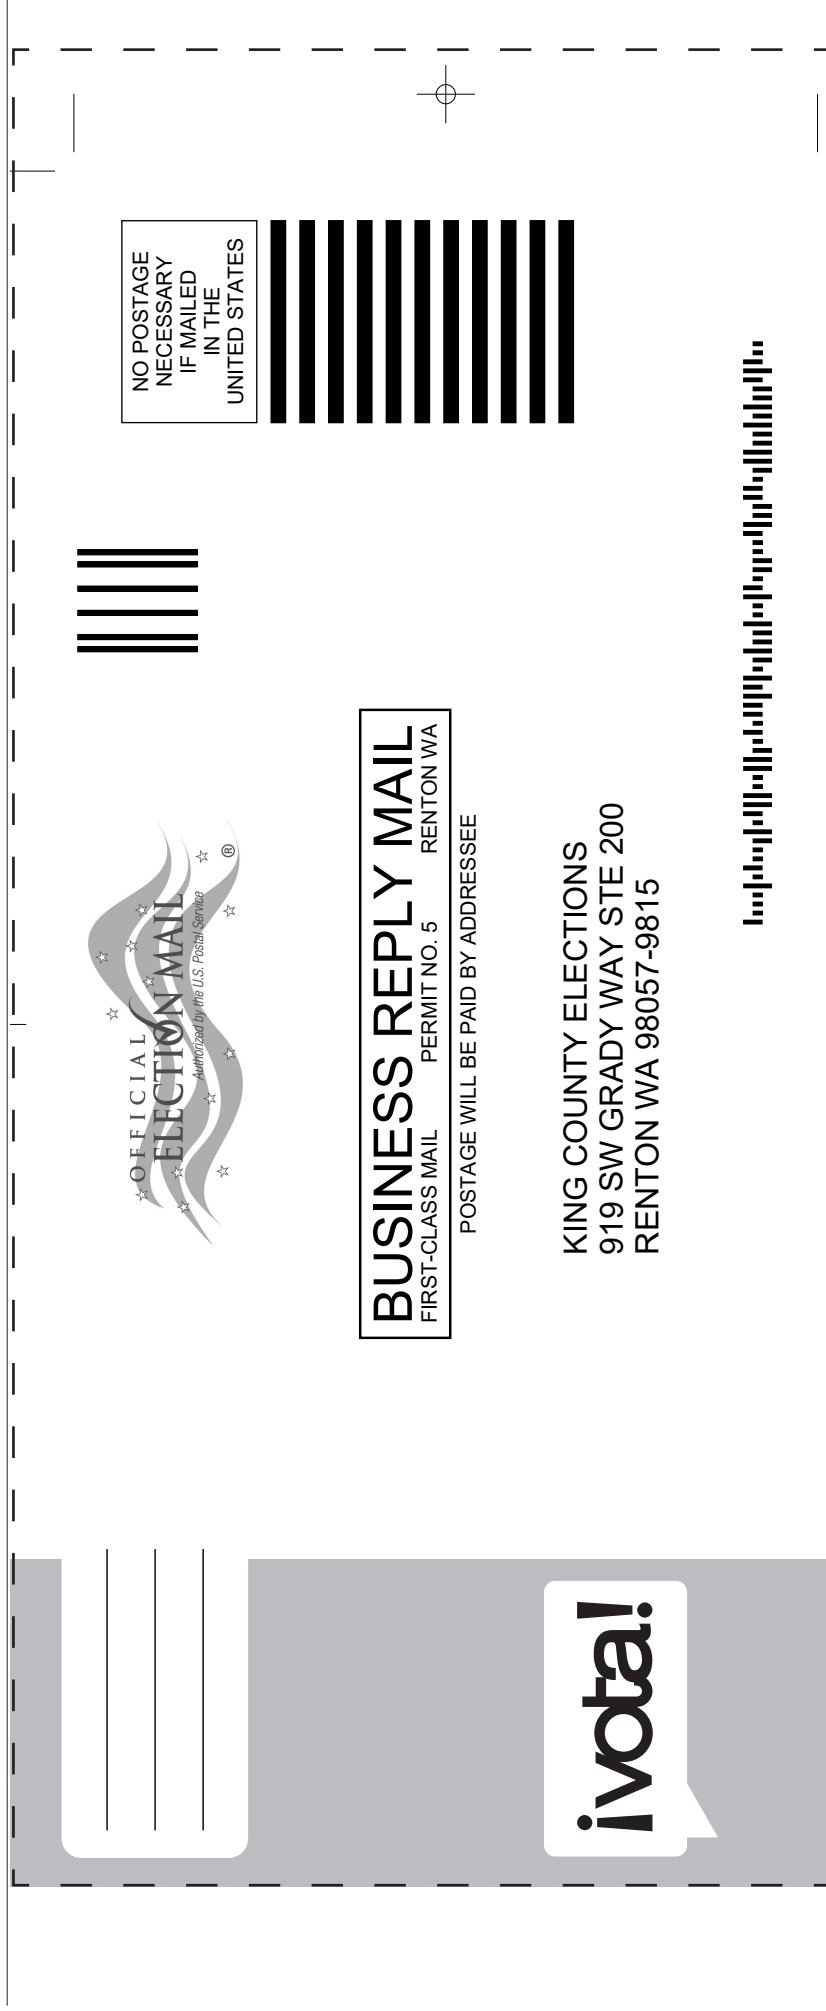 NO POSTAGE
NECESSARY
IF MAILED
IN THE
UNITED STATES
OFFICIAL
ELECTION MAIL
®
Authorized by the U.S. Postal Service
BUSINESS REPLY MAIL
FIRST-CLASS MAIL PERMIT NO. 5 RENTON WA
POSTAGE WILL BE PAID BY ADDRESSEE
KING COUNTY ELECTIONS
919 SW GRADY WAY STE 200
RENTON WA 98057-9815
¡vota!